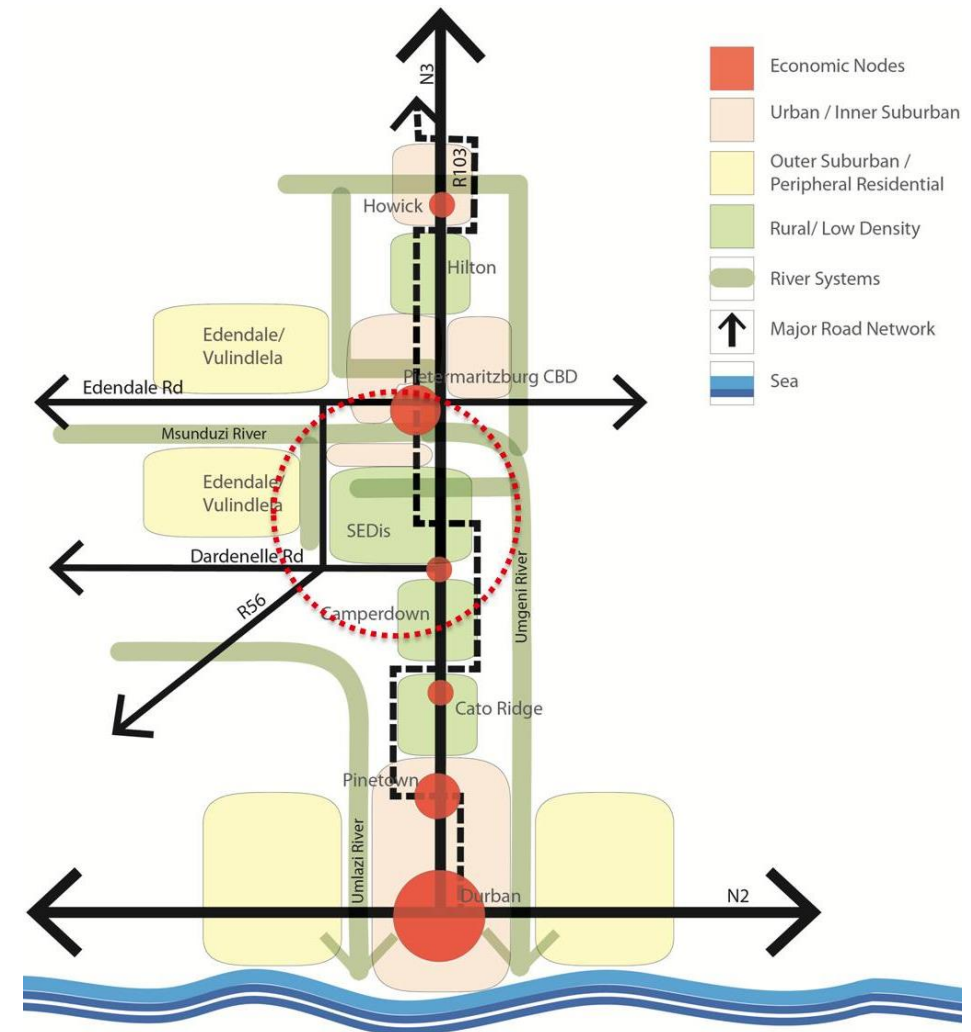 N3
Economic Nodes
Urban / Inner Suburban
Outer Suburban /
Peripheral Residential
Rural/ Low Density
River Systems
Major Road Network
Sea
R103
Howick
Hilton
Edendale/
Vulindlela
Pietermaritzburg CBD
Edendale Rd
Msunduzi River
Edendale/
Vulindlela
SEDis
Dardenelle Rd
R56
Camperdown
Umgeni River
Cato Ridge
Pinetown
Umlazi River
Durban
N2